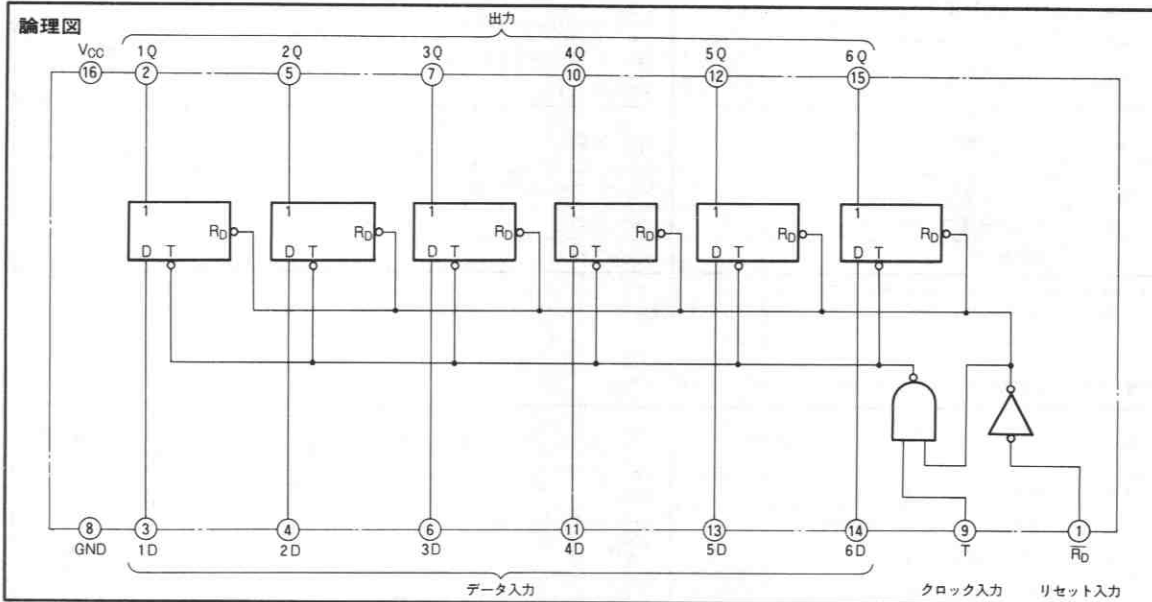 論理図
出力
VCC 1Q 2Q 3Q 4Q 5Q 6Q
16 2 5 7 10 12 15
1 1 1 1 1 1
RD RD RD RD RD RD
D T D T D T D T D T D T
8 3 4 6 11 13 14 9 1
GND 1D 2D 3D 4D 5D 6D T R̅D̅
データ入力 クロック入力 リセット入力